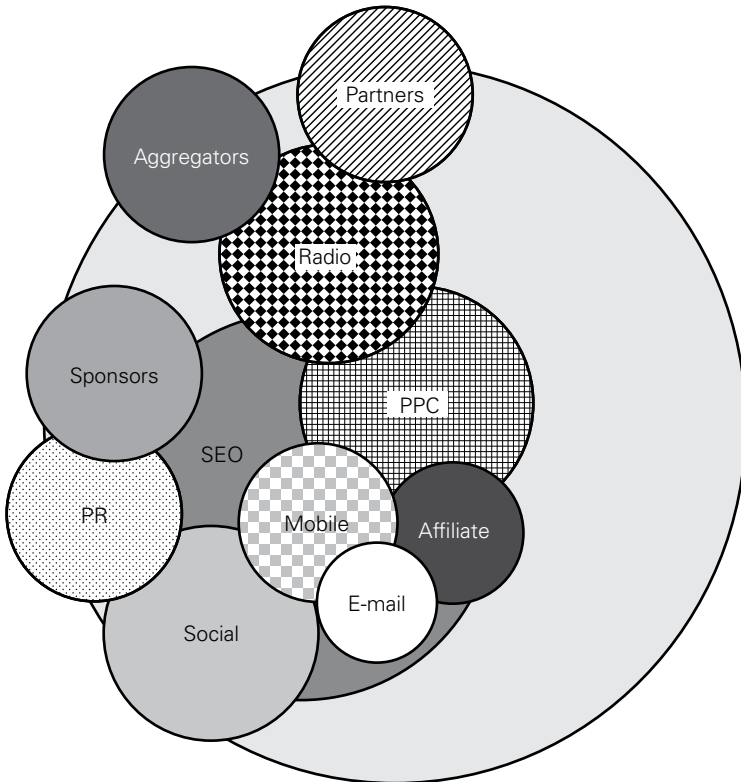 Partners
Aggregators
Radio
Sponsors
PPC
SEO
PR
Mobile
Affiliate
E-mail
Social